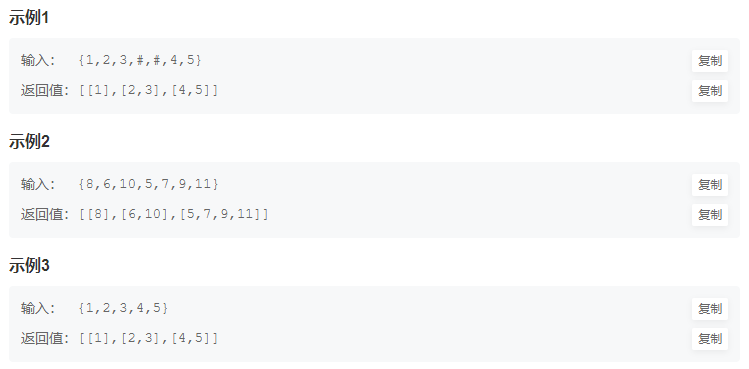 示例1
输入： {1,2,3,#,#,4,5} 复制
返回值：[[1],[2,3],[4,5]] 复制
示例2
输入： {8,6,10,5,7,9,11} 复制
返回值：[[8],[6,10],[5,7,9,11]] 复制
示例3
输入： {1,2,3,4,5} 复制
返回值：[[1],[2,3],[4,5]] 复制